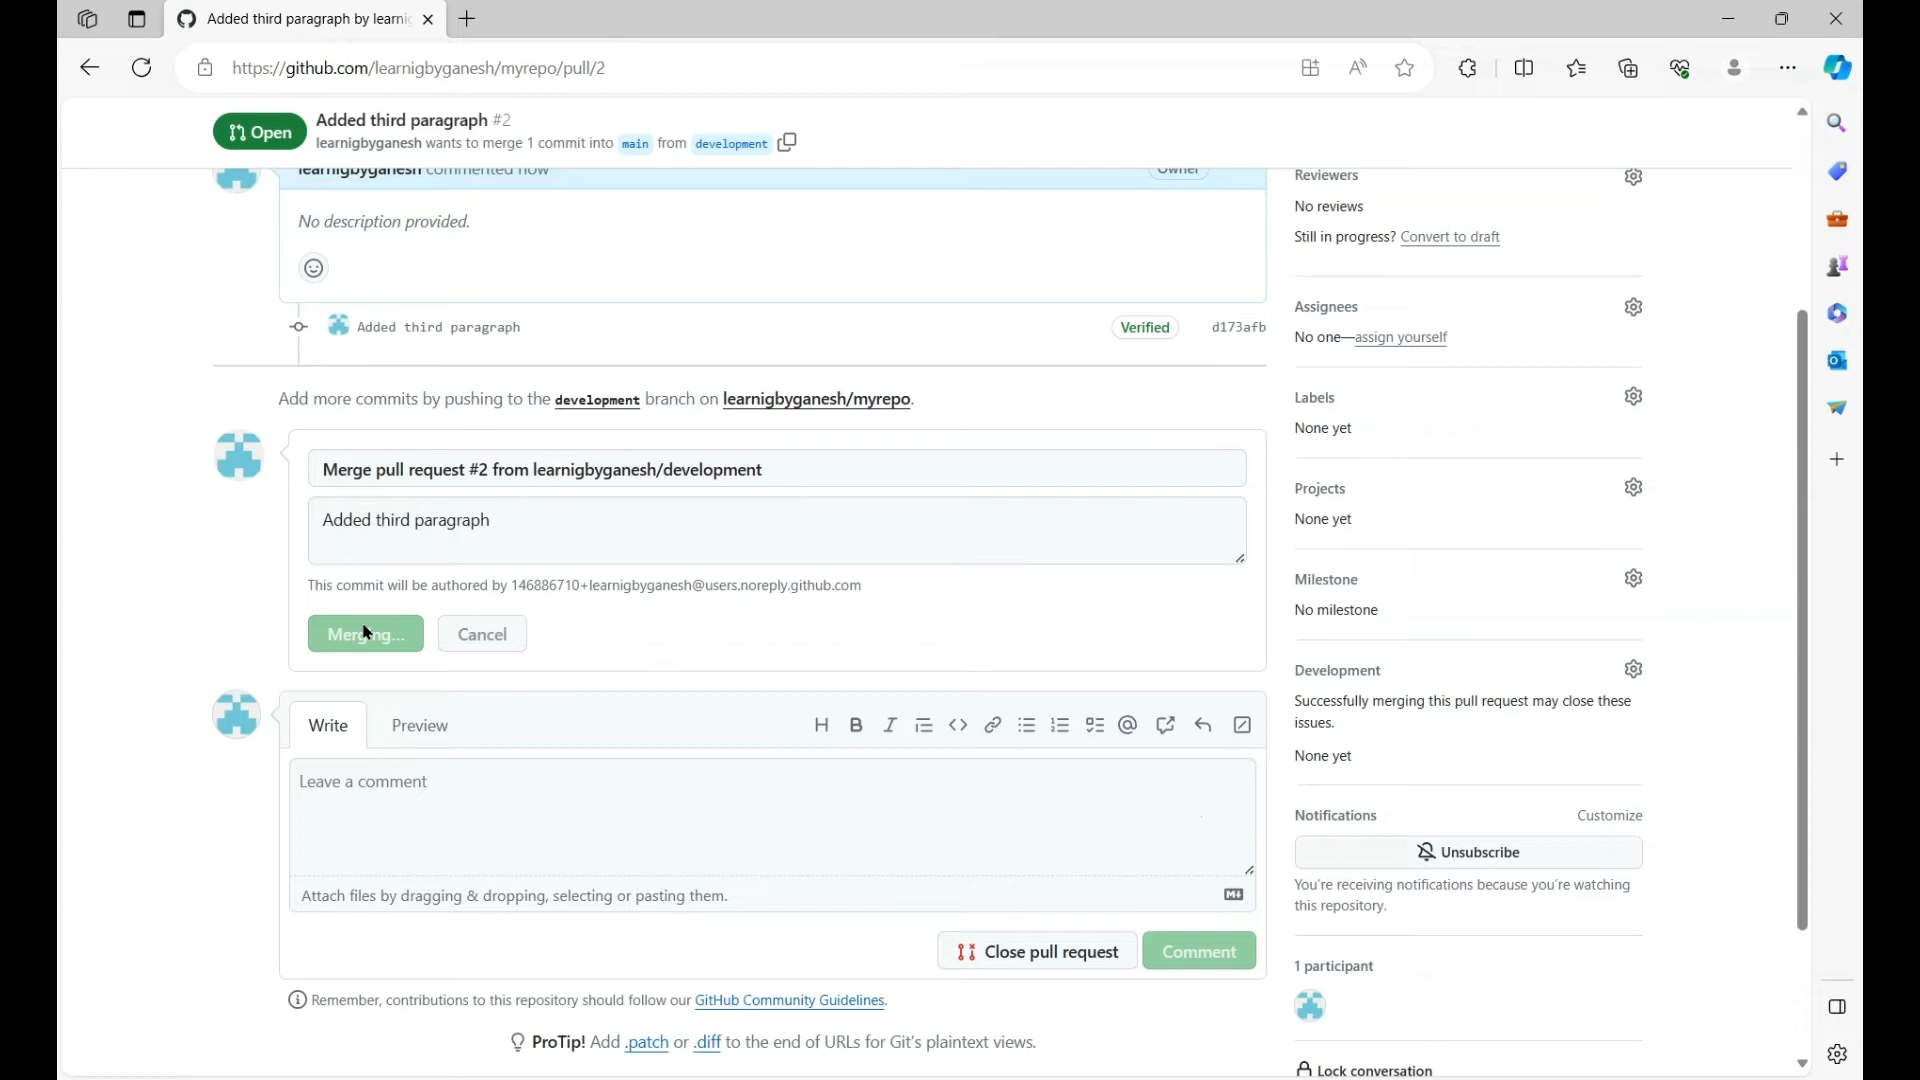 Added third paragraph by learnig
https://github.com/learnigbyganesh/myrepo/pull/2
Open
Added third paragraph #2
learnigbyganesh wants to merge 1 commit into main from development
learnigbyganesh commented now
Owner
No description provided.
Added third paragraph
Verified
d173afb
Add more commits by pushing to the development branch on learnigbyganesh/myrepo.
Merge pull request #2 from learnigbyganesh/development
Added third paragraph
This commit will be authored by 146886710+learnigbyganesh@users.noreply.github.com
Merging...
Cancel
Write
Preview
Leave a comment
Attach files by dragging & dropping, selecting or pasting them.
Close pull request
Comment
Remember, contributions to this repository should follow our GitHub Community Guidelines.
ProTip! Add .patch or .diff to the end of URLs for Git's plaintext views.
Reviewers
No reviews
Still in progress? Convert to draft
Assignees
No one—assign yourself
Labels
None yet
Projects
None yet
Milestone
No milestone
Development
Successfully merging this pull request may close these
issues.
None yet
Notifications
Customize
Unsubscribe
You're receiving notifications because you're watching
this repository.
1 participant
Lock conversation